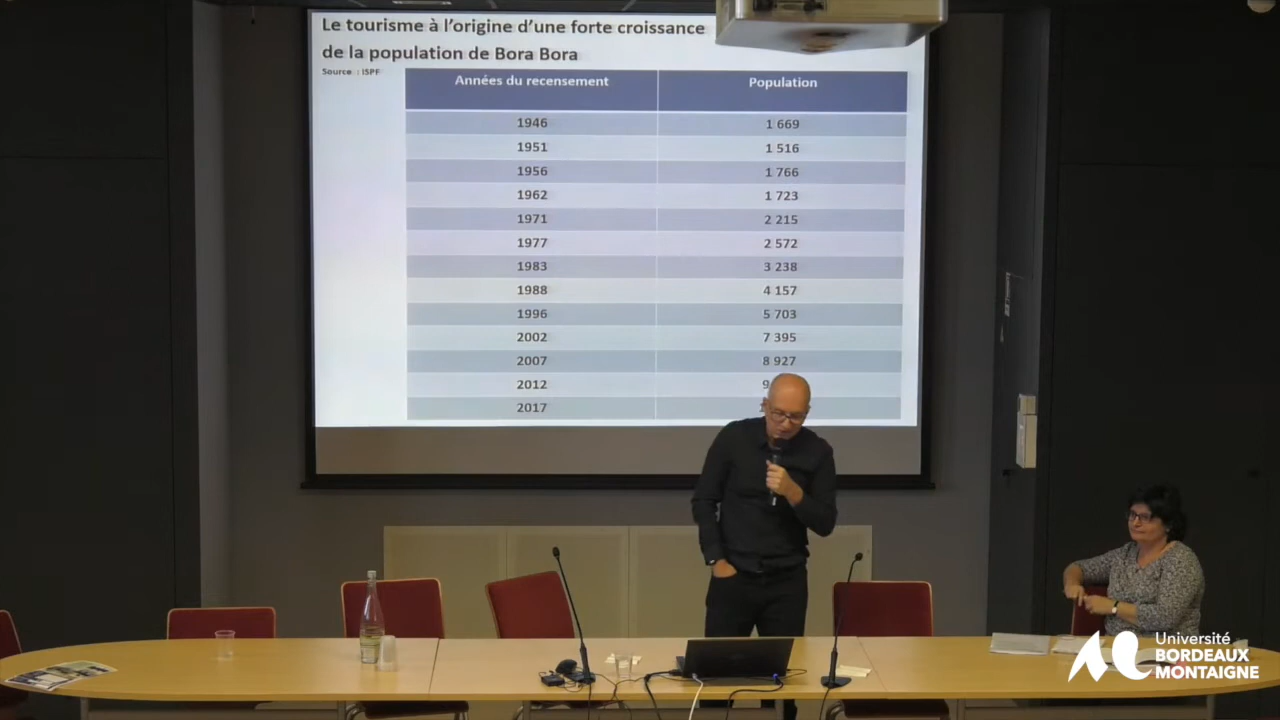 Le tourisme à l'origine d'une forte croissance
de la population de Bora Bora
Source : ISPF
Années du recensement Population
1946 1 669
1951 1 516
1956 1 766
1962 1 723
1971 2 215
1977 2 572
1983 3 238
1988 4 157
1996 5 703
2002 7 395
2007 8 927
2012 9
2017
Université
BORDEAUX
MONTAIGNE